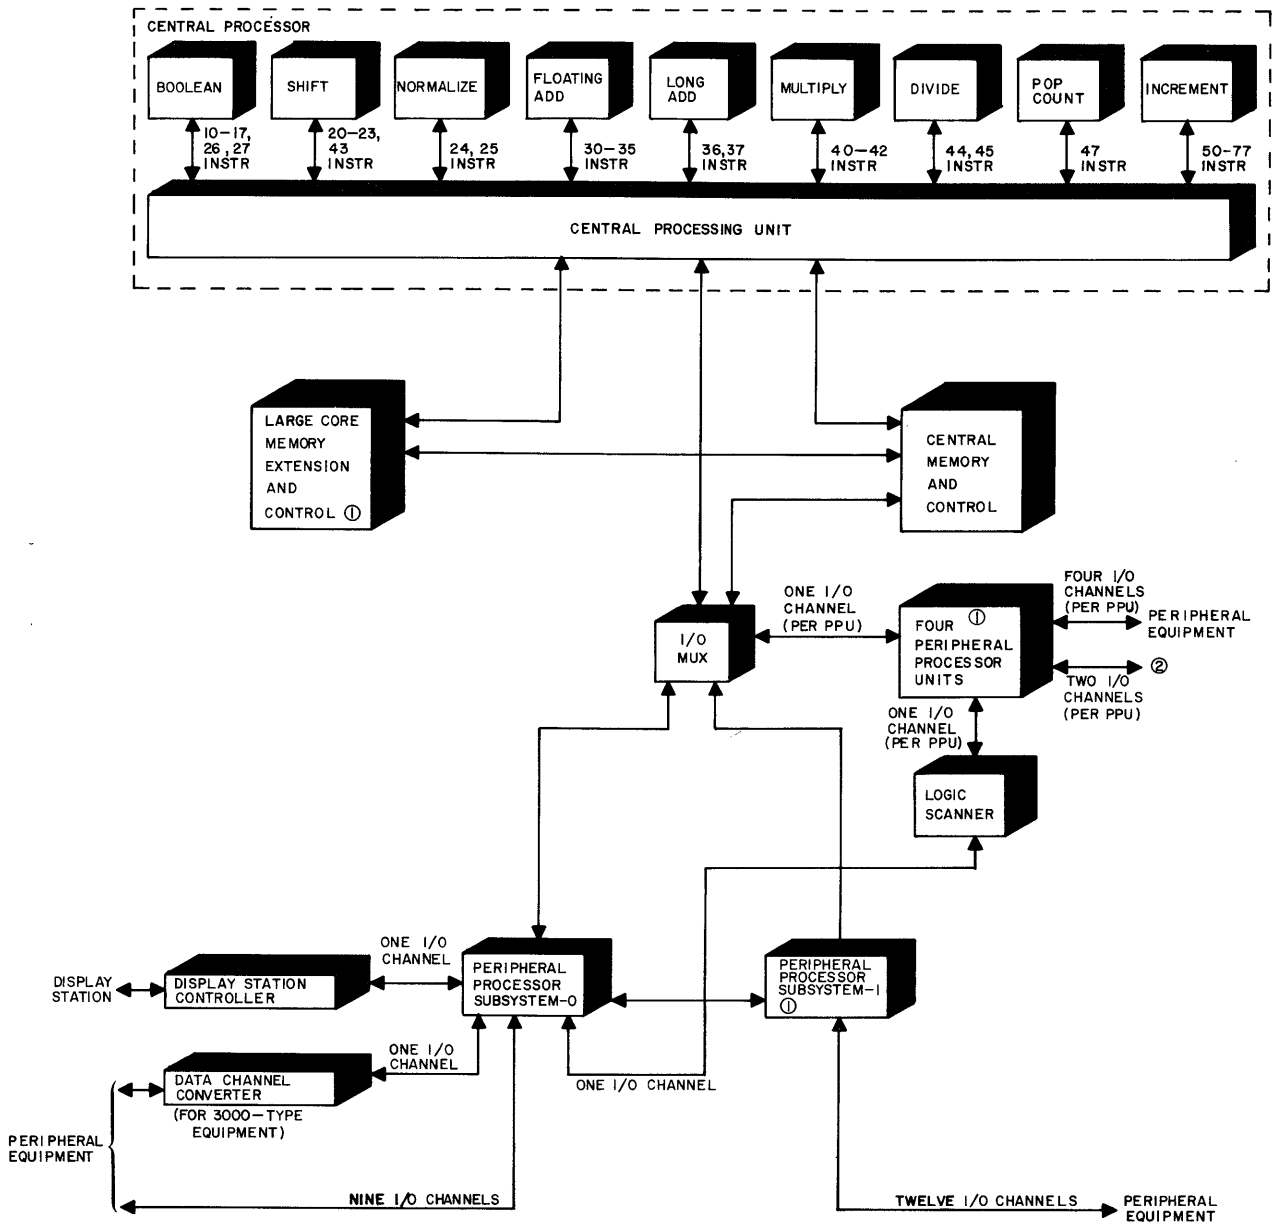 CENTRAL PROCESSOR
BOOLEAN
SHIFT
NORMALIZE
FLOATING
ADD
LONG
ADD
MULTIPLY
DIVIDE
POP
COUNT
INCREMENT
10-17,
26,27
INSTR
20-23,
43
INSTR
24, 25
INSTR
30-35
INSTR
36,37
INSTR
40-42
INSTR
44,45
INSTR
47
INSTR
50-77
INSTR
CENTRAL PROCESSING UNIT
LARGE CORE
MEMORY
EXTENSION
AND
CONTROL ①
CENTRAL
MEMORY
AND
CONTROL
I/O
MUX
ONE I/O
CHANNEL
(PER PPU)
FOUR ①
PERIPHERAL
PROCESSOR
UNITS
FOUR I/O
CHANNELS
(PER PPU)
PERIPHERAL
EQUIPMENT
②
TWO I/O
CHANNELS
(PER PPU)
ONE I/O
CHANNEL
(PER PPU)
LOGIC
SCANNER
DISPLAY
STATION
DISPLAY STATION
CONTROLLER
ONE I/O
CHANNEL
PERIPHERAL
PROCESSOR
SUBSYSTEM-0
PERIPHERAL
PROCESSOR
SUBSYSTEM-1
①
ONE I/O
CHANNEL
DATA CHANNEL
CONVERTER
(FOR 3000-TYPE
EQUIPMENT)
ONE I/O CHANNEL
PERIPHERAL
EQUIPMENT
NINE I/O CHANNELS
TWELVE I/O CHANNELS
PERIPHERAL
EQUIPMENT